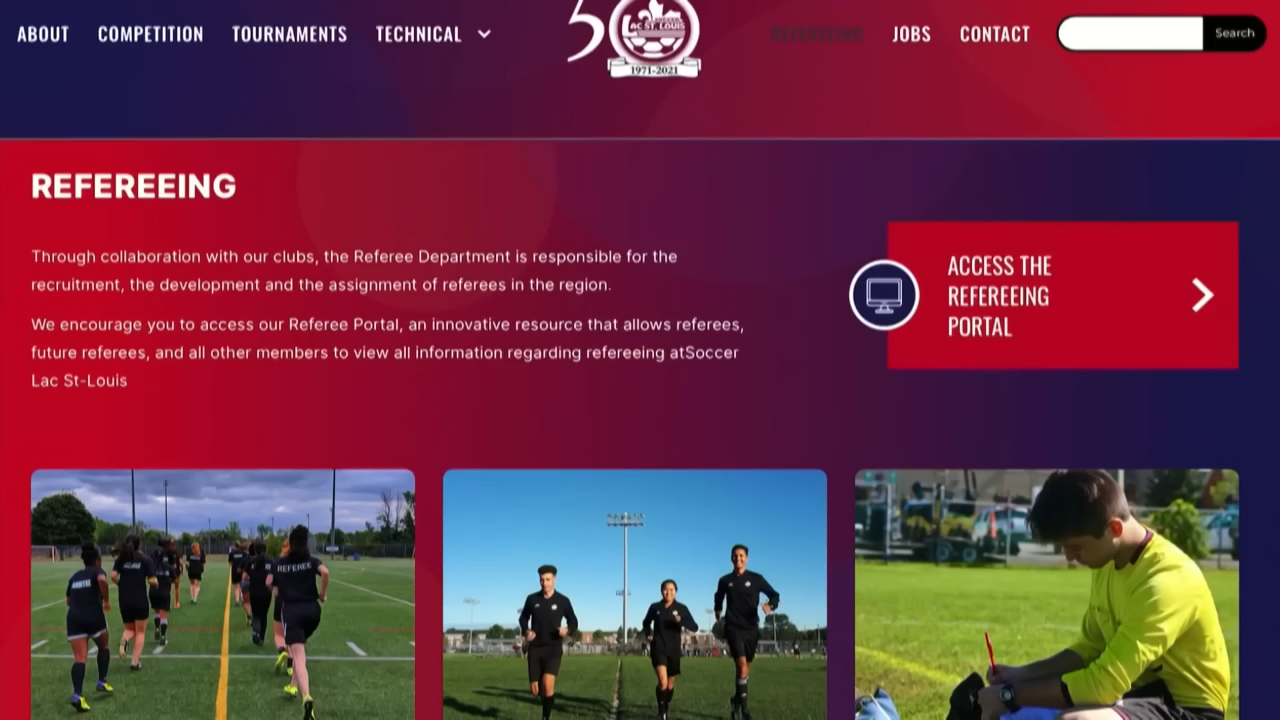 ABOUT COMPETITION TOURNAMENTS TECHNICAL
50
LAC ST. LOUIS
1971-2021
REFEREEING JOBS CONTACT Search
REFEREEING
Through collaboration with our clubs, the Referee Department is responsible for the
recruitment, the development and the assignment of referees in the region.
We encourage you to access our Referee Portal, an innovative resource that allows referees,
future referees, and all other members to view all information regarding refereeing atSoccer
Lac St-Louis
ACCESS THE
REFEREEING
PORTAL
REFEREE